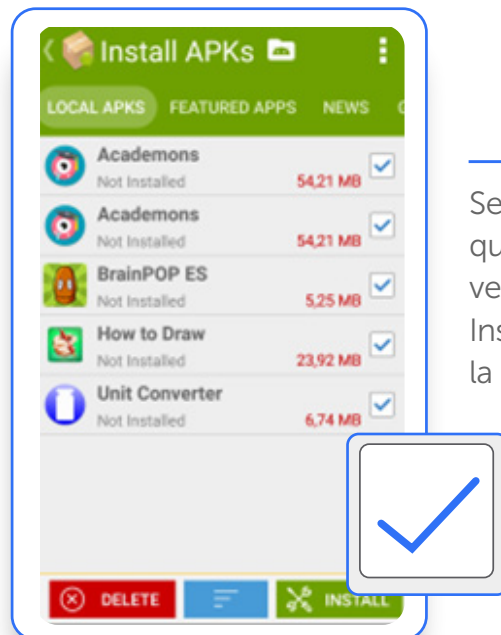 Install APKs
LOCAL APKS FEATURED APPS NEWS
Academons
Not Installed 54,21 MB
Academons
Not Installed 54,21 MB
BrainPOP ES
Not Installed 5,25 MB
How to Draw
Not Installed 23,92 MB
Unit Converter
Not Installed 6,74 MB
DELETE INSTALL
Se
qu
ve
Ins
la